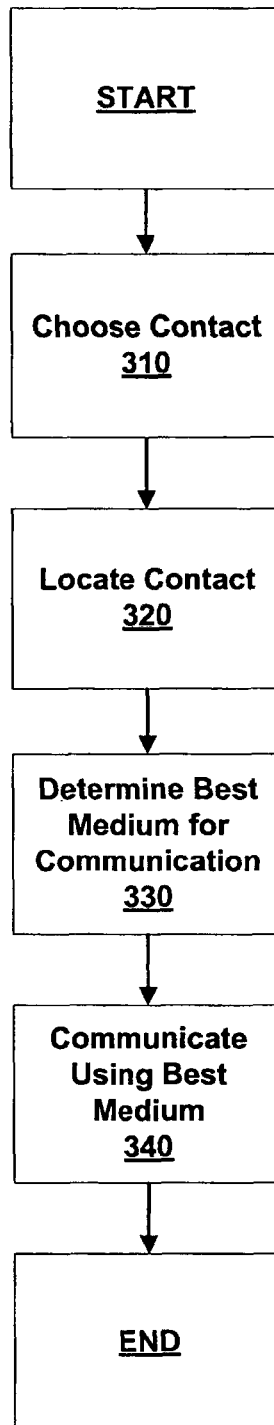 START
Choose Contact
310
Locate Contact
320
Determine Best
Medium for
Communication
330
Communicate
Using Best
Medium
340
END